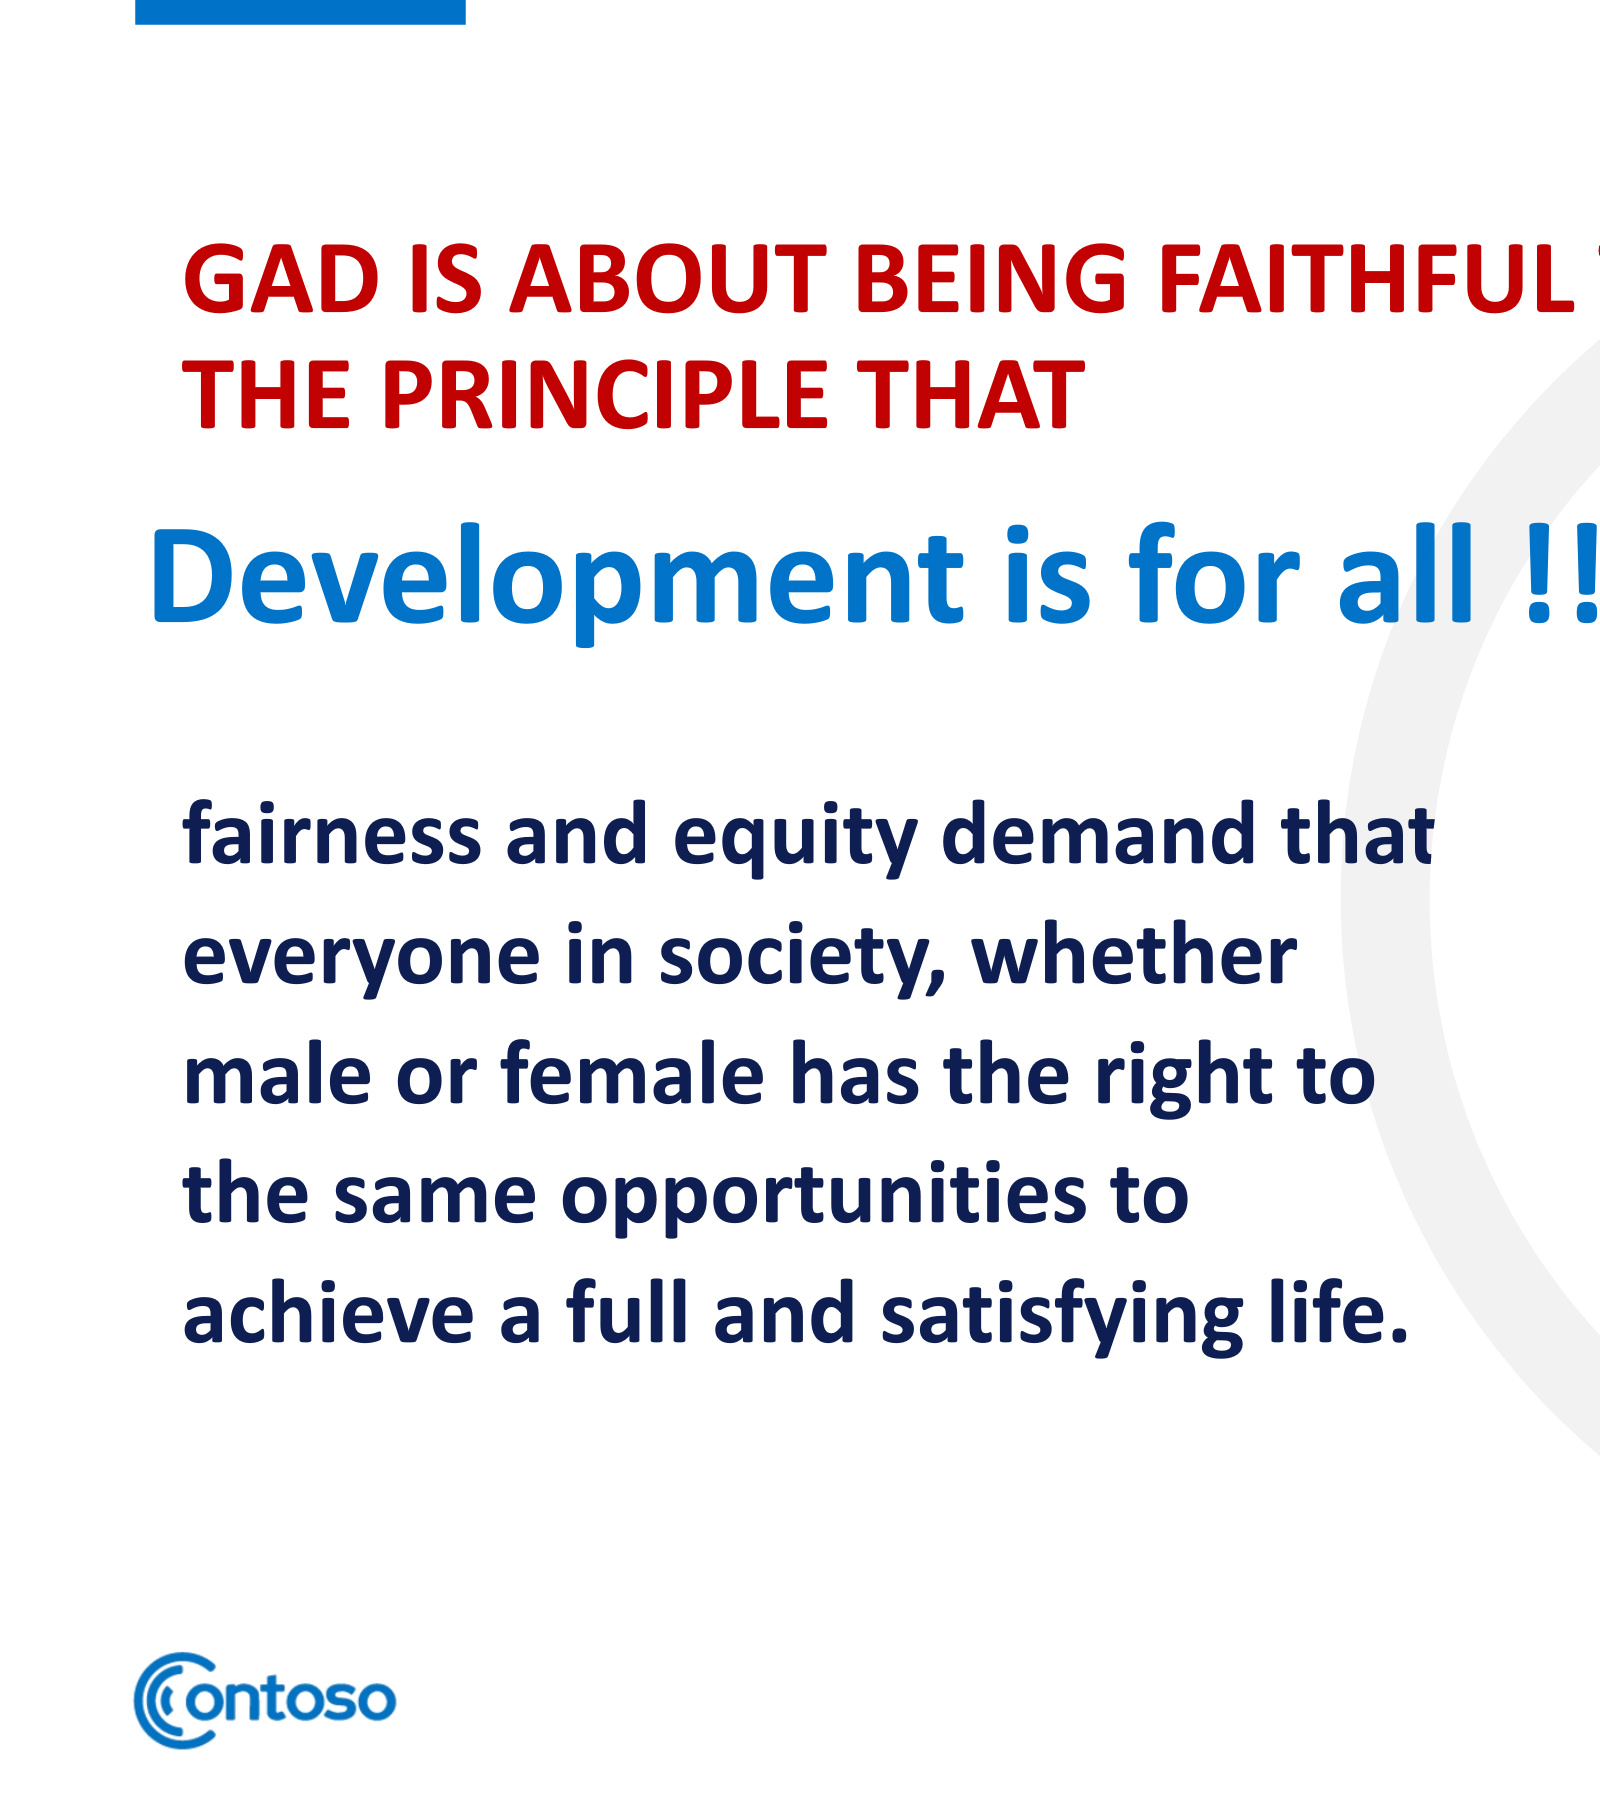 GAD IS ABOUT BEING FAITHFUL
THE PRINCIPLE THAT
Development is for all !!
fairness and equity demand that
everyone in society, whether
male or female has the right to
the same opportunities to
achieve a full and satisfying life.
Contoso